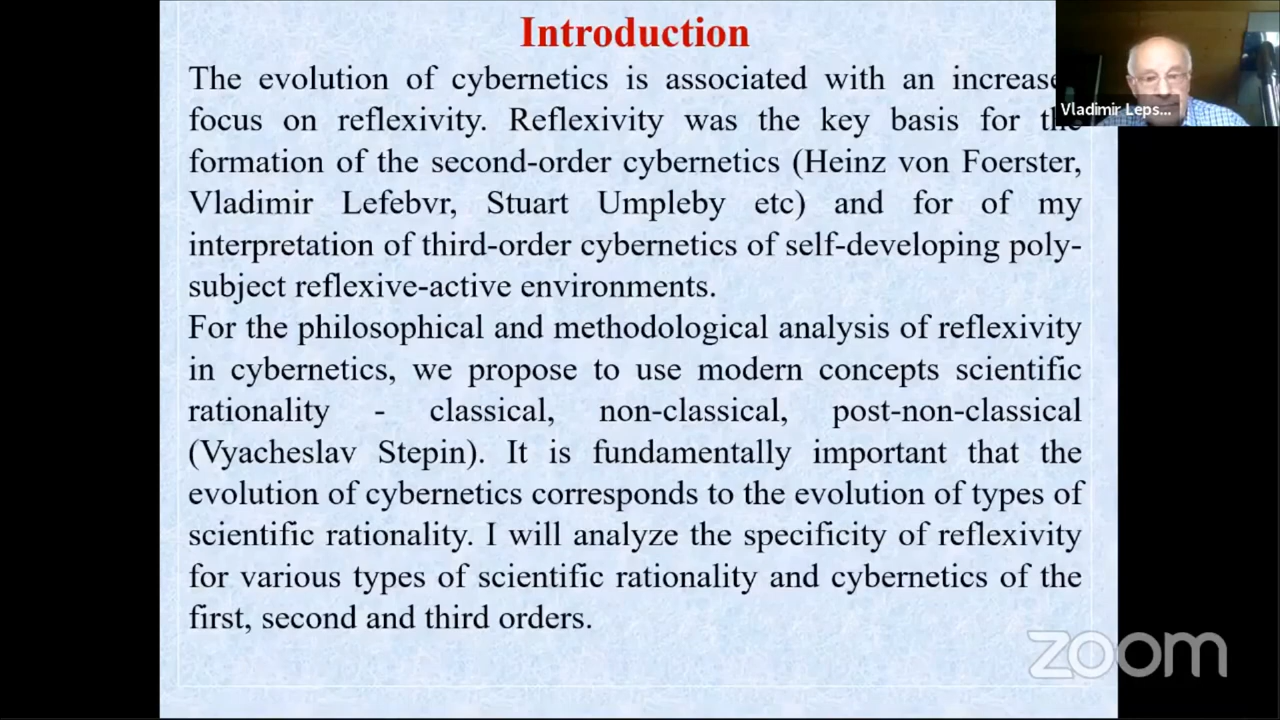 Introduction
The evolution of cybernetics is associated with an increase
focus on reflexivity. Reflexivity was the key basis for the
formation of the second-order cybernetics (Heinz von Foerster,
Vladimir Lefebvr, Stuart Umpleby etc) and for of my
interpretation of third-order cybernetics of self-developing poly-
subject reflexive-active environments.
For the philosophical and methodological analysis of reflexivity
in cybernetics, we propose to use modern concepts scientific
rationality - classical, non-classical, post-non-classical
(Vyacheslav Stepin). It is fundamentally important that the
evolution of cybernetics corresponds to the evolution of types of
scientific rationality. I will analyze the specificity of reflexivity
for various types of scientific rationality and cybernetics of the
first, second and third orders.
Vladimir Leps...
zoom